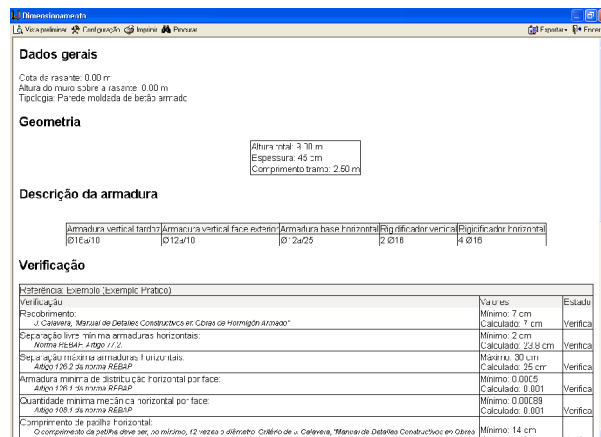 Dimensionamento
Vista preliminar Configuração Imprimir Procurar Exportar
Dados gerais
Cota da rasante: 0.00 m
Altura do muro sobre a rasante: 0.00 m
Tipologia: Parede moldada de betão armado
Geometria
Altura total: 9.00 m
Espessura: 45 cm
Comprimento tramo: 2.50 m
Descrição da armadura
Armadura vertical tardoz Armadura vertical face exterior Armadura base horizontal Rigidificador vertical Rigidificador horizontal
Ø16a/10 Ø12a/10 Ø12a/25 2 Ø16 4 Ø16
Verificação
Referência: Exemplo (Exemplo Prático)
Verificação Valores Estado
Recobrimento: Mínimo: 7 cm
J. Calavera, "Manual de Detalles Constructivos en Obras de Hormigón Armado" Calculado: 7 cm Verifica
Separação livre mínima armaduras horizontais: Mínimo: 2 cm
Norma REBAP. Artigo 77.2. Calculado: 23.8 cm Verifica
Separação máxima armaduras horizontais: Máximo: 30 cm
Artigo 126.2 da norma REBAP Calculado: 25 cm Verifica
Armadura mínima de distribuição horizontal por face: Mínimo: 0.0005
Artigo 126.1 da norma REBAP Calculado: 0.001 Verifica
Quantidade mínima mecânica horizontal por face: Mínimo: 0.00089
Artigo 108.1 da norma REBAP Calculado: 0.001 Verifica
Comprimento de patilha horizontal:
O comprimento da patilha deve ser, no mínimo, 12 vezes o diâmetro. Critério de J. Calavera, "Manual de Detalles Constructivos en Obras Mínimo: 14 cm